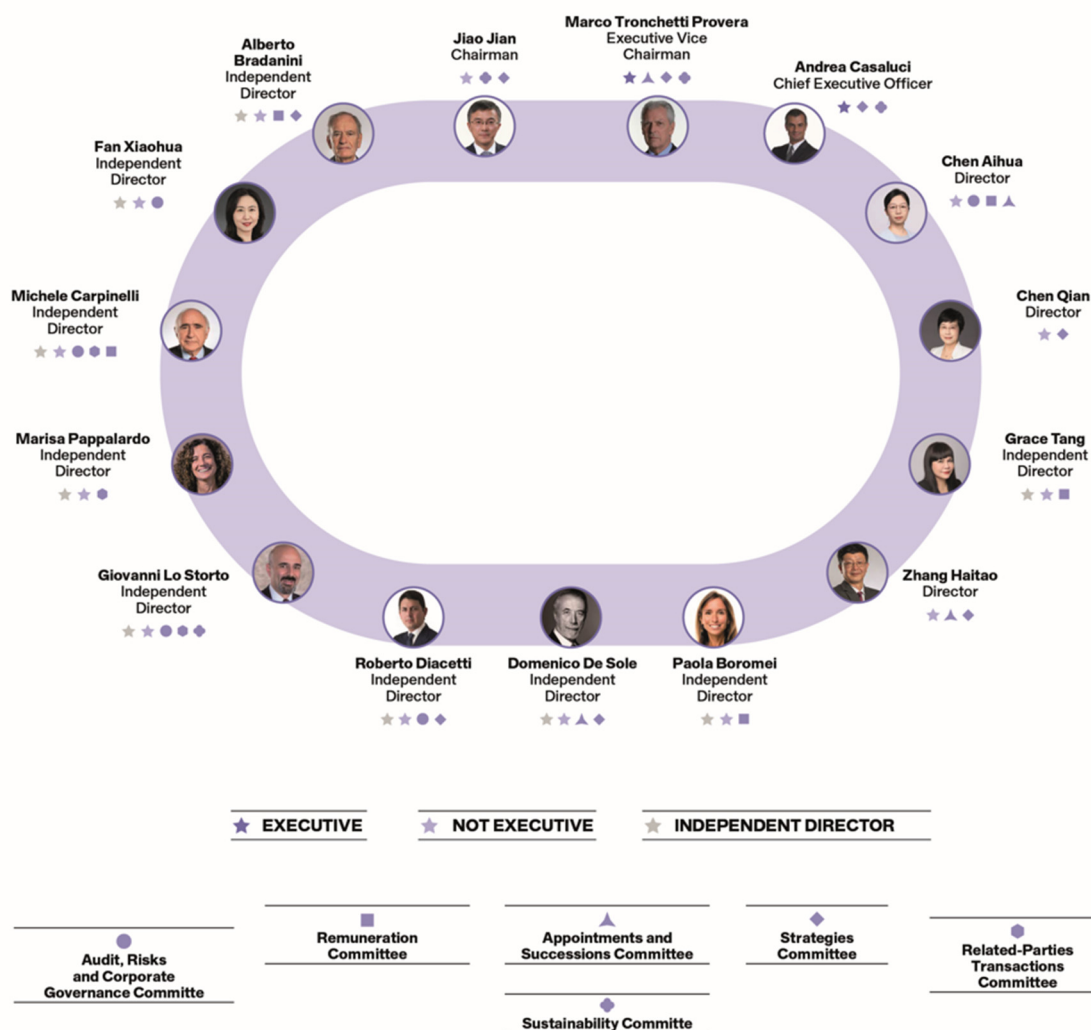 Marco Tronchetti Provera
Executive Vice
Chairman
Jiao Jian
Chairman
Alberto
Bradanini
Independent
Director
Andrea Casaluci
Chief Executive Officer
Fan Xiaohua
Independent
Director
Chen Aihua
Director
Michele Carpinelli
Independent
Director
Chen Qian
Director
Marisa Pappalardo
Independent
Director
Grace Tang
Independent
Director
Giovanni Lo Storto
Independent
Director
Zhang Haitao
Director
Roberto Diacetti
Independent
Director
Domenico De Sole
Independent
Director
Paola Boromei
Independent
Director
EXECUTIVE
NOT EXECUTIVE
INDEPENDENT DIRECTOR
Audit, Risks
and Corporate
Governance Committe
Remuneration
Committee
Appointments and
Successions Committee
Strategies
Committee
Related-Parties
Transactions
Committee
Sustainability Committe